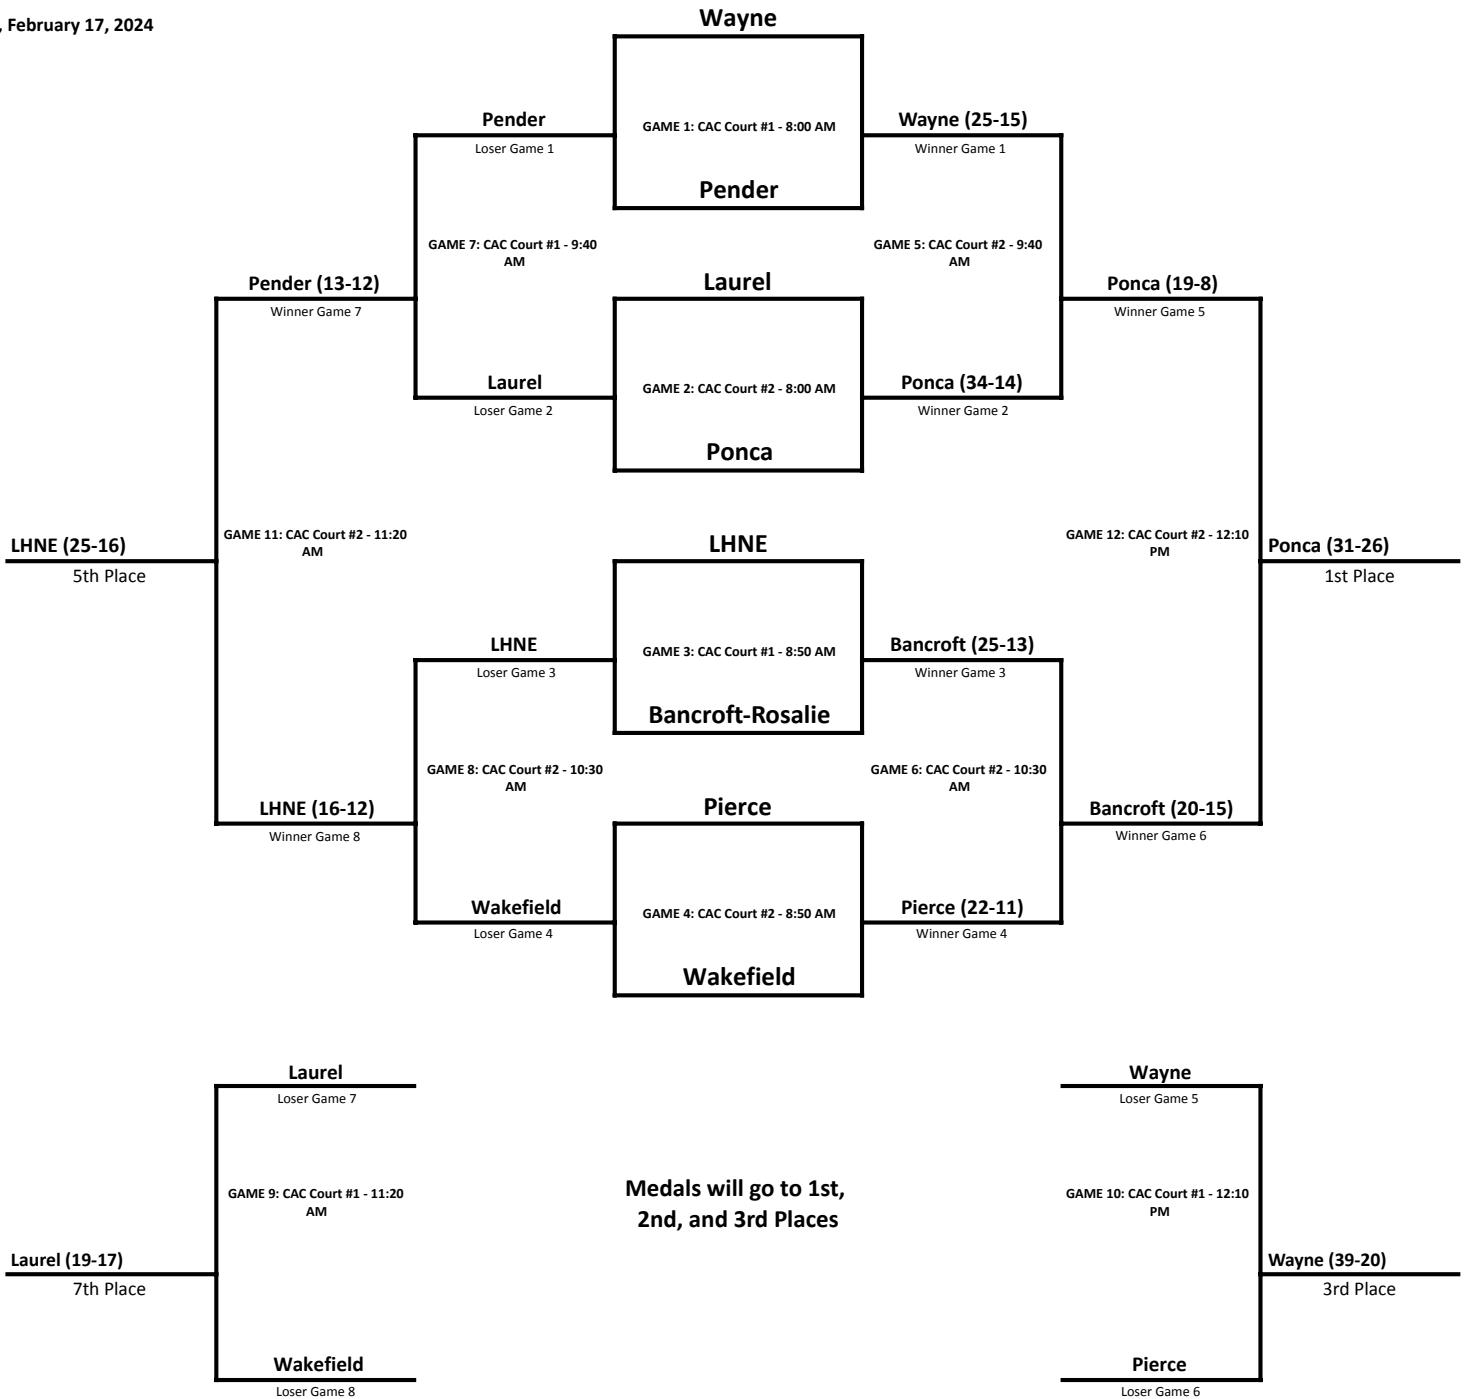 , February 17, 2024
Wayne
Pender
Loser Game 1
GAME 1: CAC Court #1 - 8:00 AM
Wayne (25-15)
Winner Game 1
Pender
GAME 7: CAC Court #1 - 9:40
AM
GAME 5: CAC Court #2 - 9:40
AM
Pender (13-12)
Winner Game 7
Laurel
Ponca (19-8)
Winner Game 5
Laurel
Loser Game 2
GAME 2: CAC Court #2 - 8:00 AM
Ponca (34-14)
Winner Game 2
Ponca
LHNE (25-16)
5th Place
GAME 11: CAC Court #2 - 11:20
AM
LHNE
GAME 12: CAC Court #2 - 12:10
PM
Ponca (31-26)
1st Place
LHNE
Loser Game 3
GAME 3: CAC Court #1 - 8:50 AM
Bancroft (25-13)
Winner Game 3
Bancroft-Rosalie
GAME 8: CAC Court #2 - 10:30
AM
GAME 6: CAC Court #2 - 10:30
AM
LHNE (16-12)
Winner Game 8
Pierce
Bancroft (20-15)
Winner Game 6
Wakefield
Loser Game 4
GAME 4: CAC Court #2 - 8:50 AM
Pierce (22-11)
Winner Game 4
Wakefield
Laurel
Loser Game 7
Wayne
Loser Game 5
GAME 9: CAC Court #1 - 11:20
AM
Medals will go to 1st,
2nd, and 3rd Places
GAME 10: CAC Court #1 - 12:10
PM
Laurel (19-17)
7th Place
Wayne (39-20)
3rd Place
Wakefield
Loser Game 8
Pierce
Loser Game 6